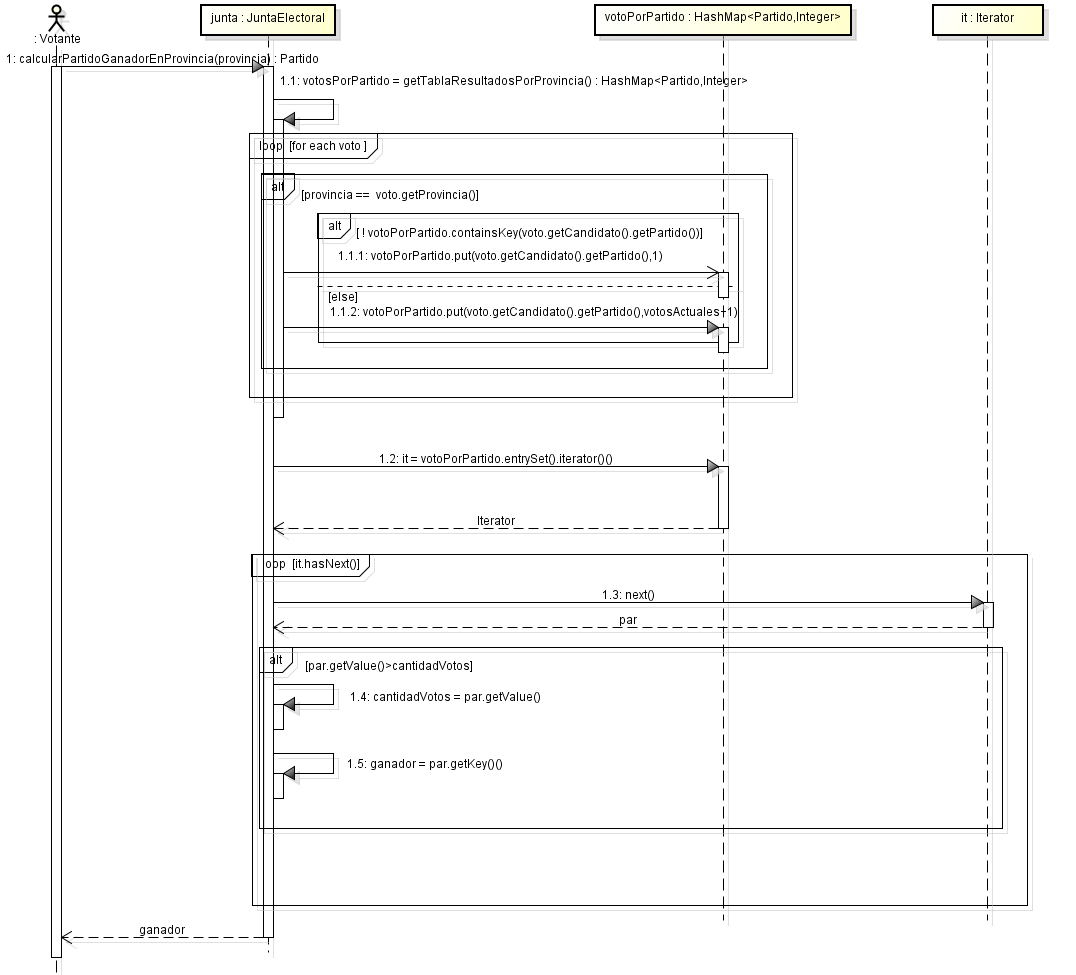 junta : JuntaElectoral
votoPorPartido : HashMap<Partido,Integer>
it : Iterator
: Votante
1: calcularPartidoGanadorEnProvincia(provincia) : Partido
1.1: votosPorPartido = getTablaResultadosPorProvincia() : HashMap<Partido,Integer>
loop [for each voto ]
alt
[provincia == voto.getProvincia()]
alt
[ ! votoPorPartido.containsKey(voto.getCandidato().getPartido())]
1.1.1: votoPorPartido.put(voto.getCandidato().getPartido(),1)
[else]
1.1.2: votoPorPartido.put(voto.getCandidato().getPartido(),votosActuales+1)
1.2: it = votoPorPartido.entrySet().iterator()()
Iterator
loop [it.hasNext()]
1.3: next()
par
alt
[par.getValue()>cantidadVotos]
1.4: cantidadVotos = par.getValue()
1.5: ganador = par.getKey()()
ganador